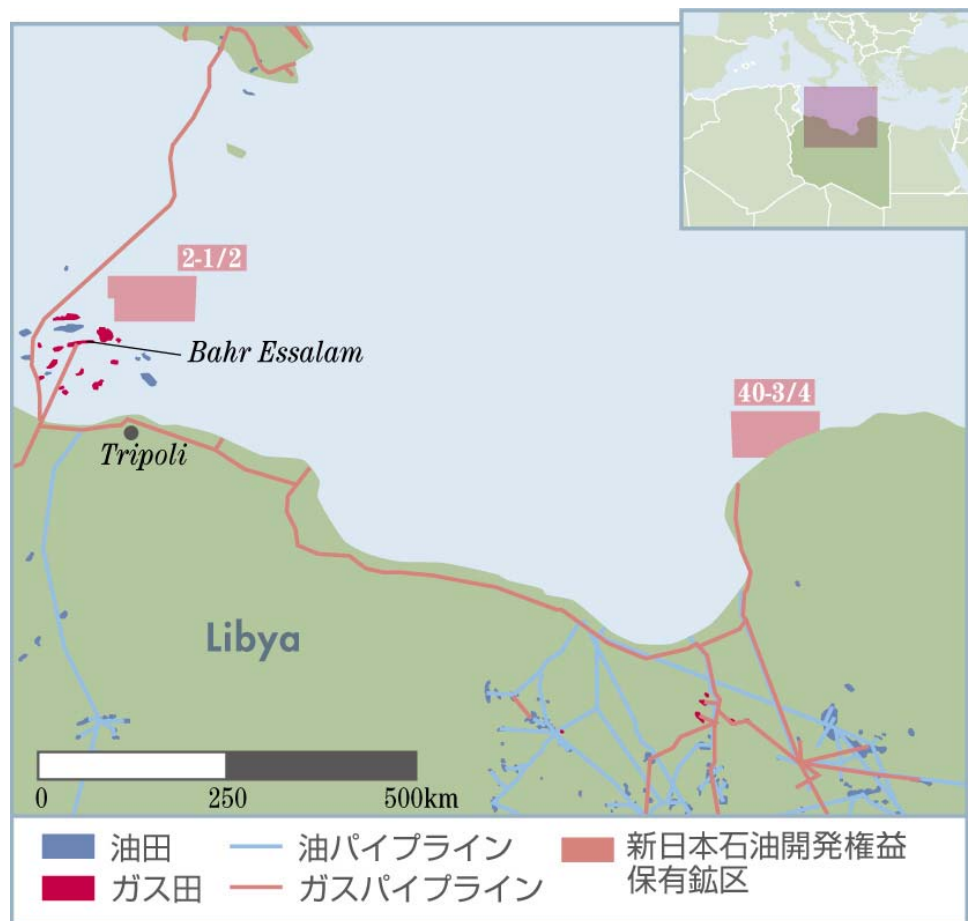 2-1/2
Bahr Essalam
40-3/4
Tripoli
Libya
0 250 500km
油田 油パイプライン 新日本石油開発権益
ガス田 ガスパイプライン 保有鉱区